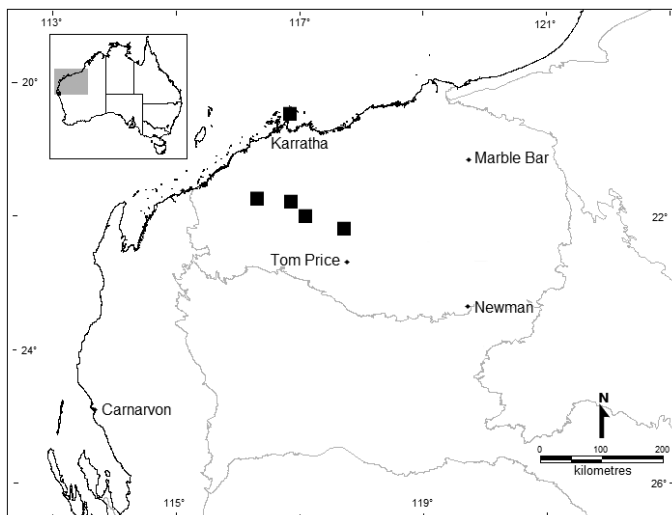 113° 117° 121°
20°
Karratha
Marble Bar
22°
Tom Price
Newman
24°
N
Carnarvon
0 100 200
kilometres
115° 119° 26°